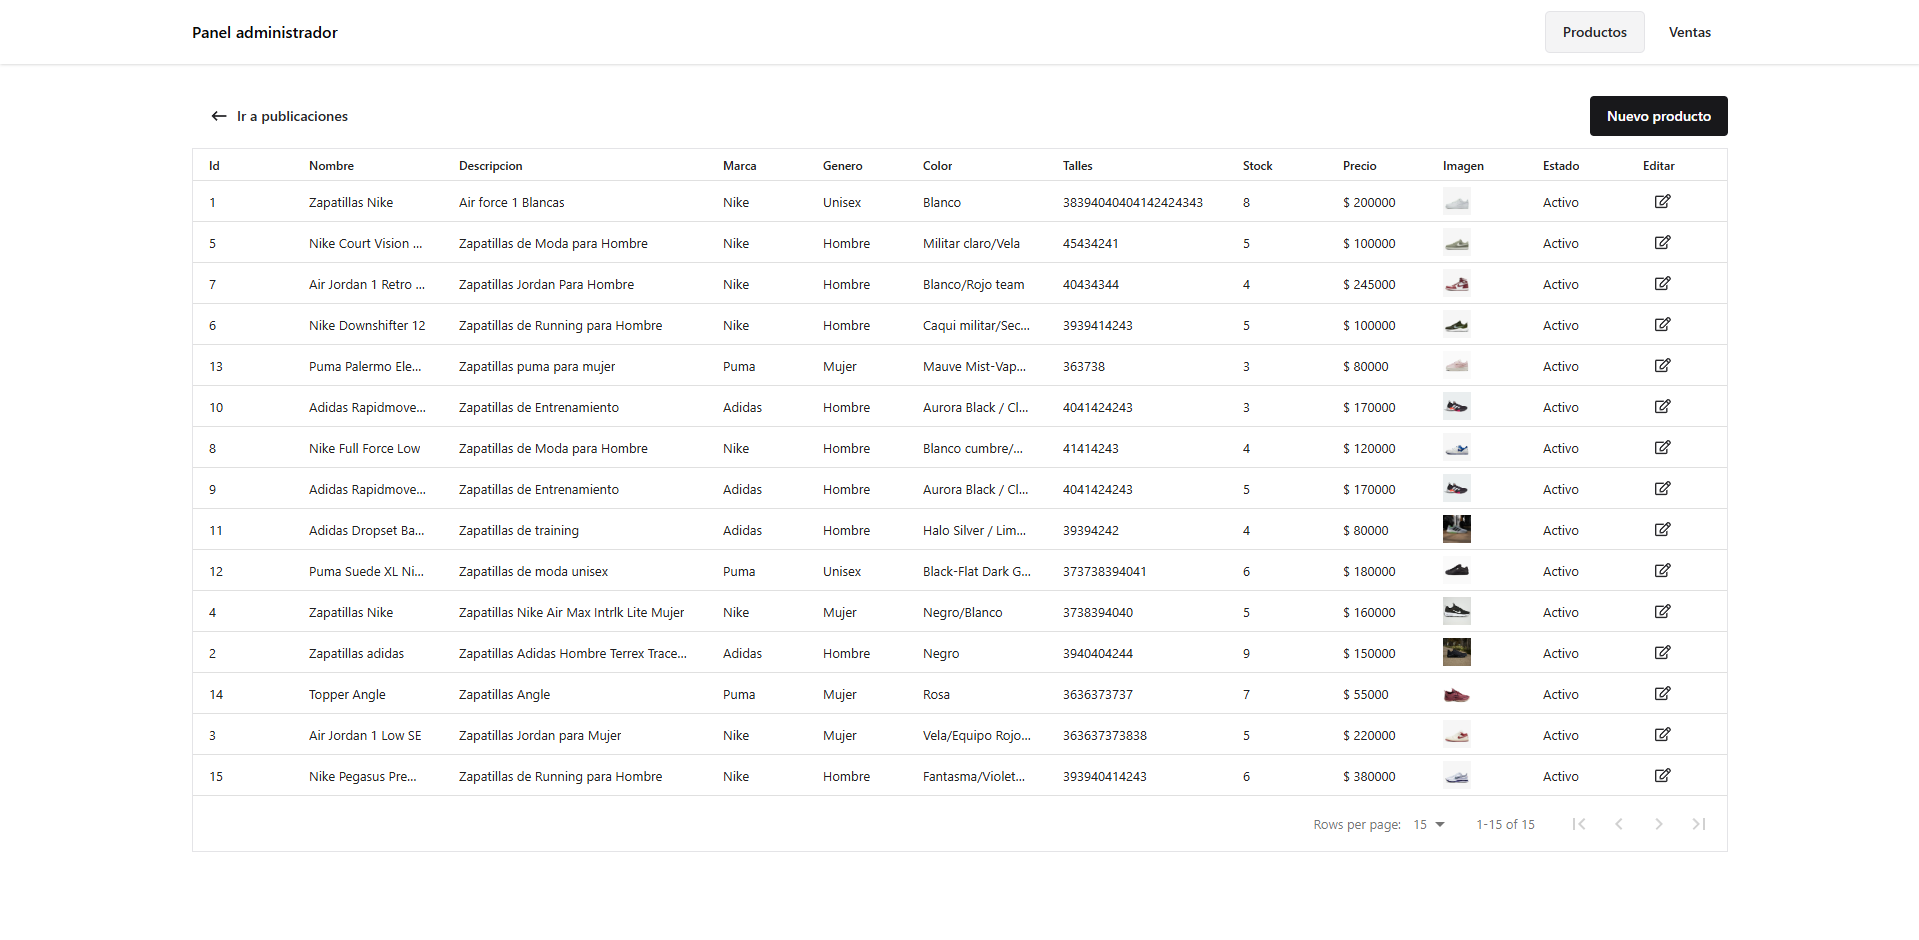 Panel administrador Productos Ventas
Ir a publicaciones Nuevo producto
Id Nombre Descripcion Marca Genero Color Talles Stock Precio Imagen Estado Editar
1 Zapatillas Nike Air force 1 Blancas Nike Unisex Blanco 38394040404142424343 8 $ 200000 Activo
5 Nike Court Vision ... Zapatillas de Moda para Hombre Nike Hombre Militar claro/Vela 45434241 5 $ 100000 Activo
7 Air Jordan 1 Retro ... Zapatillas Jordan Para Hombre Nike Hombre Blanco/Rojo team 40434344 4 $ 245000 Activo
6 Nike Downshifter 12 Zapatillas de Running para Hombre Nike Hombre Caqui militar/Sec... 3939414243 5 $ 100000 Activo
13 Puma Palermo Ele... Zapatillas puma para mujer Puma Mujer Mauve Mist-Vap... 363738 3 $ 80000 Activo
10 Adidas Rapidmove... Zapatillas de Entrenamiento Adidas Hombre Aurora Black / Cl... 4041424243 3 $ 170000 Activo
8 Nike Full Force Low Zapatillas de Moda para Hombre Nike Hombre Blanco cumbre/... 41414243 4 $ 120000 Activo
9 Adidas Rapidmove... Zapatillas de Entrenamiento Adidas Hombre Aurora Black / Cl... 4041424243 5 $ 170000 Activo
11 Adidas Dropset Ba... Zapatillas de training Adidas Hombre Halo Silver / Lim... 39394242 4 $ 80000 Activo
12 Puma Suede XL Ni... Zapatillas de moda unisex Puma Unisex Black-Flat Dark G... 373738394041 6 $ 180000 Activo
4 Zapatillas Nike Zapatillas Nike Air Max Intrlk Lite Mujer Nike Mujer Negro/Blanco 3738394040 5 $ 160000 Activo
2 Zapatillas adidas Zapatillas Adidas Hombre Terrex Trace... Adidas Hombre Negro 3940404244 9 $ 150000 Activo
14 Topper Angle Zapatillas Angle Puma Mujer Rosa 3636373737 7 $ 55000 Activo
3 Air Jordan 1 Low SE Zapatillas Jordan para Mujer Nike Mujer Vela/Equipo Rojo... 363637373838 5 $ 220000 Activo
15 Nike Pegasus Pre... Zapatillas de Running para Hombre Nike Hombre Fantasma/Violet... 393940414243 6 $ 380000 Activo
Rows per page: 15 1-15 of 15